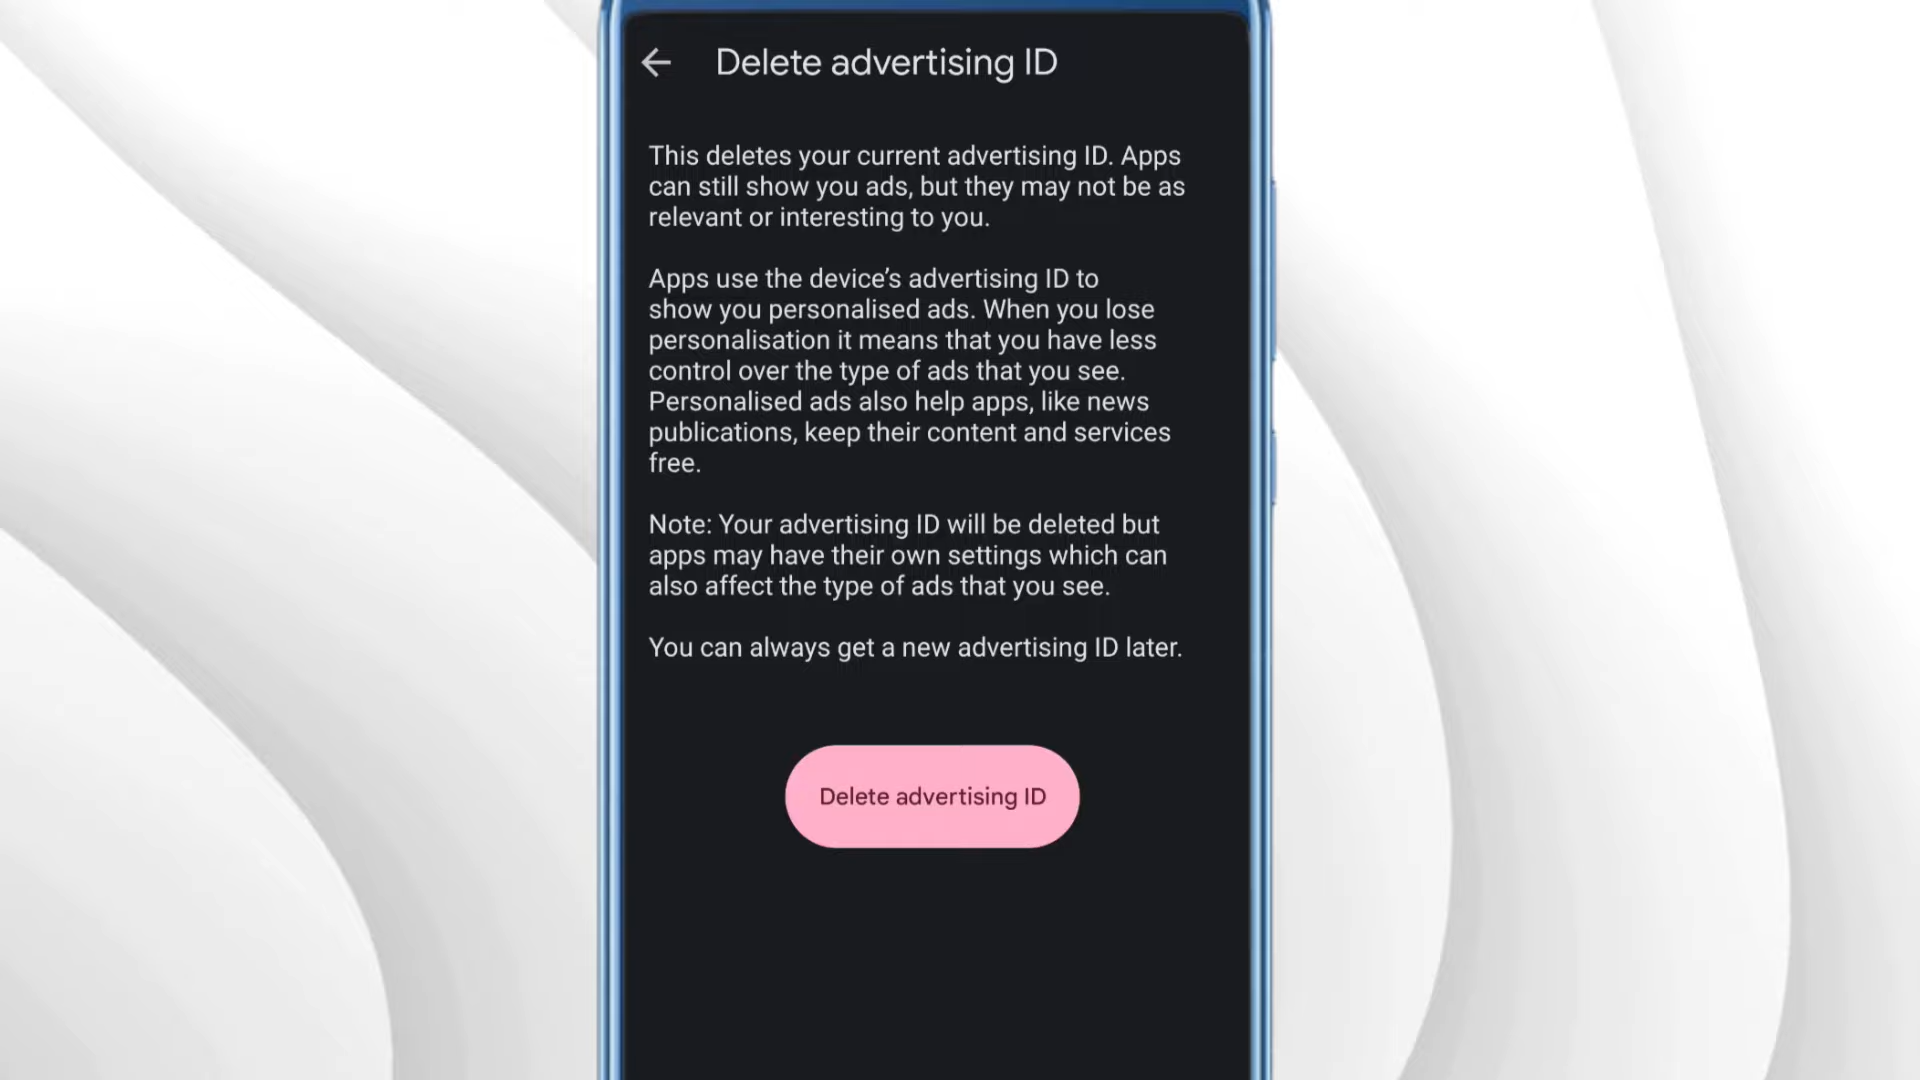 Delete advertising ID
This deletes your current advertising ID. Apps
can still show you ads, but they may not be as
relevant or interesting to you.
Apps use the device’s advertising ID to
show you personalised ads. When you lose
personalisation it means that you have less
control over the type of ads that you see.
Personalised ads also help apps, like news
publications, keep their content and services
free.
Note: Your advertising ID will be deleted but
apps may have their own settings which can
also affect the type of ads that you see.
You can always get a new advertising ID later.
Delete advertising ID